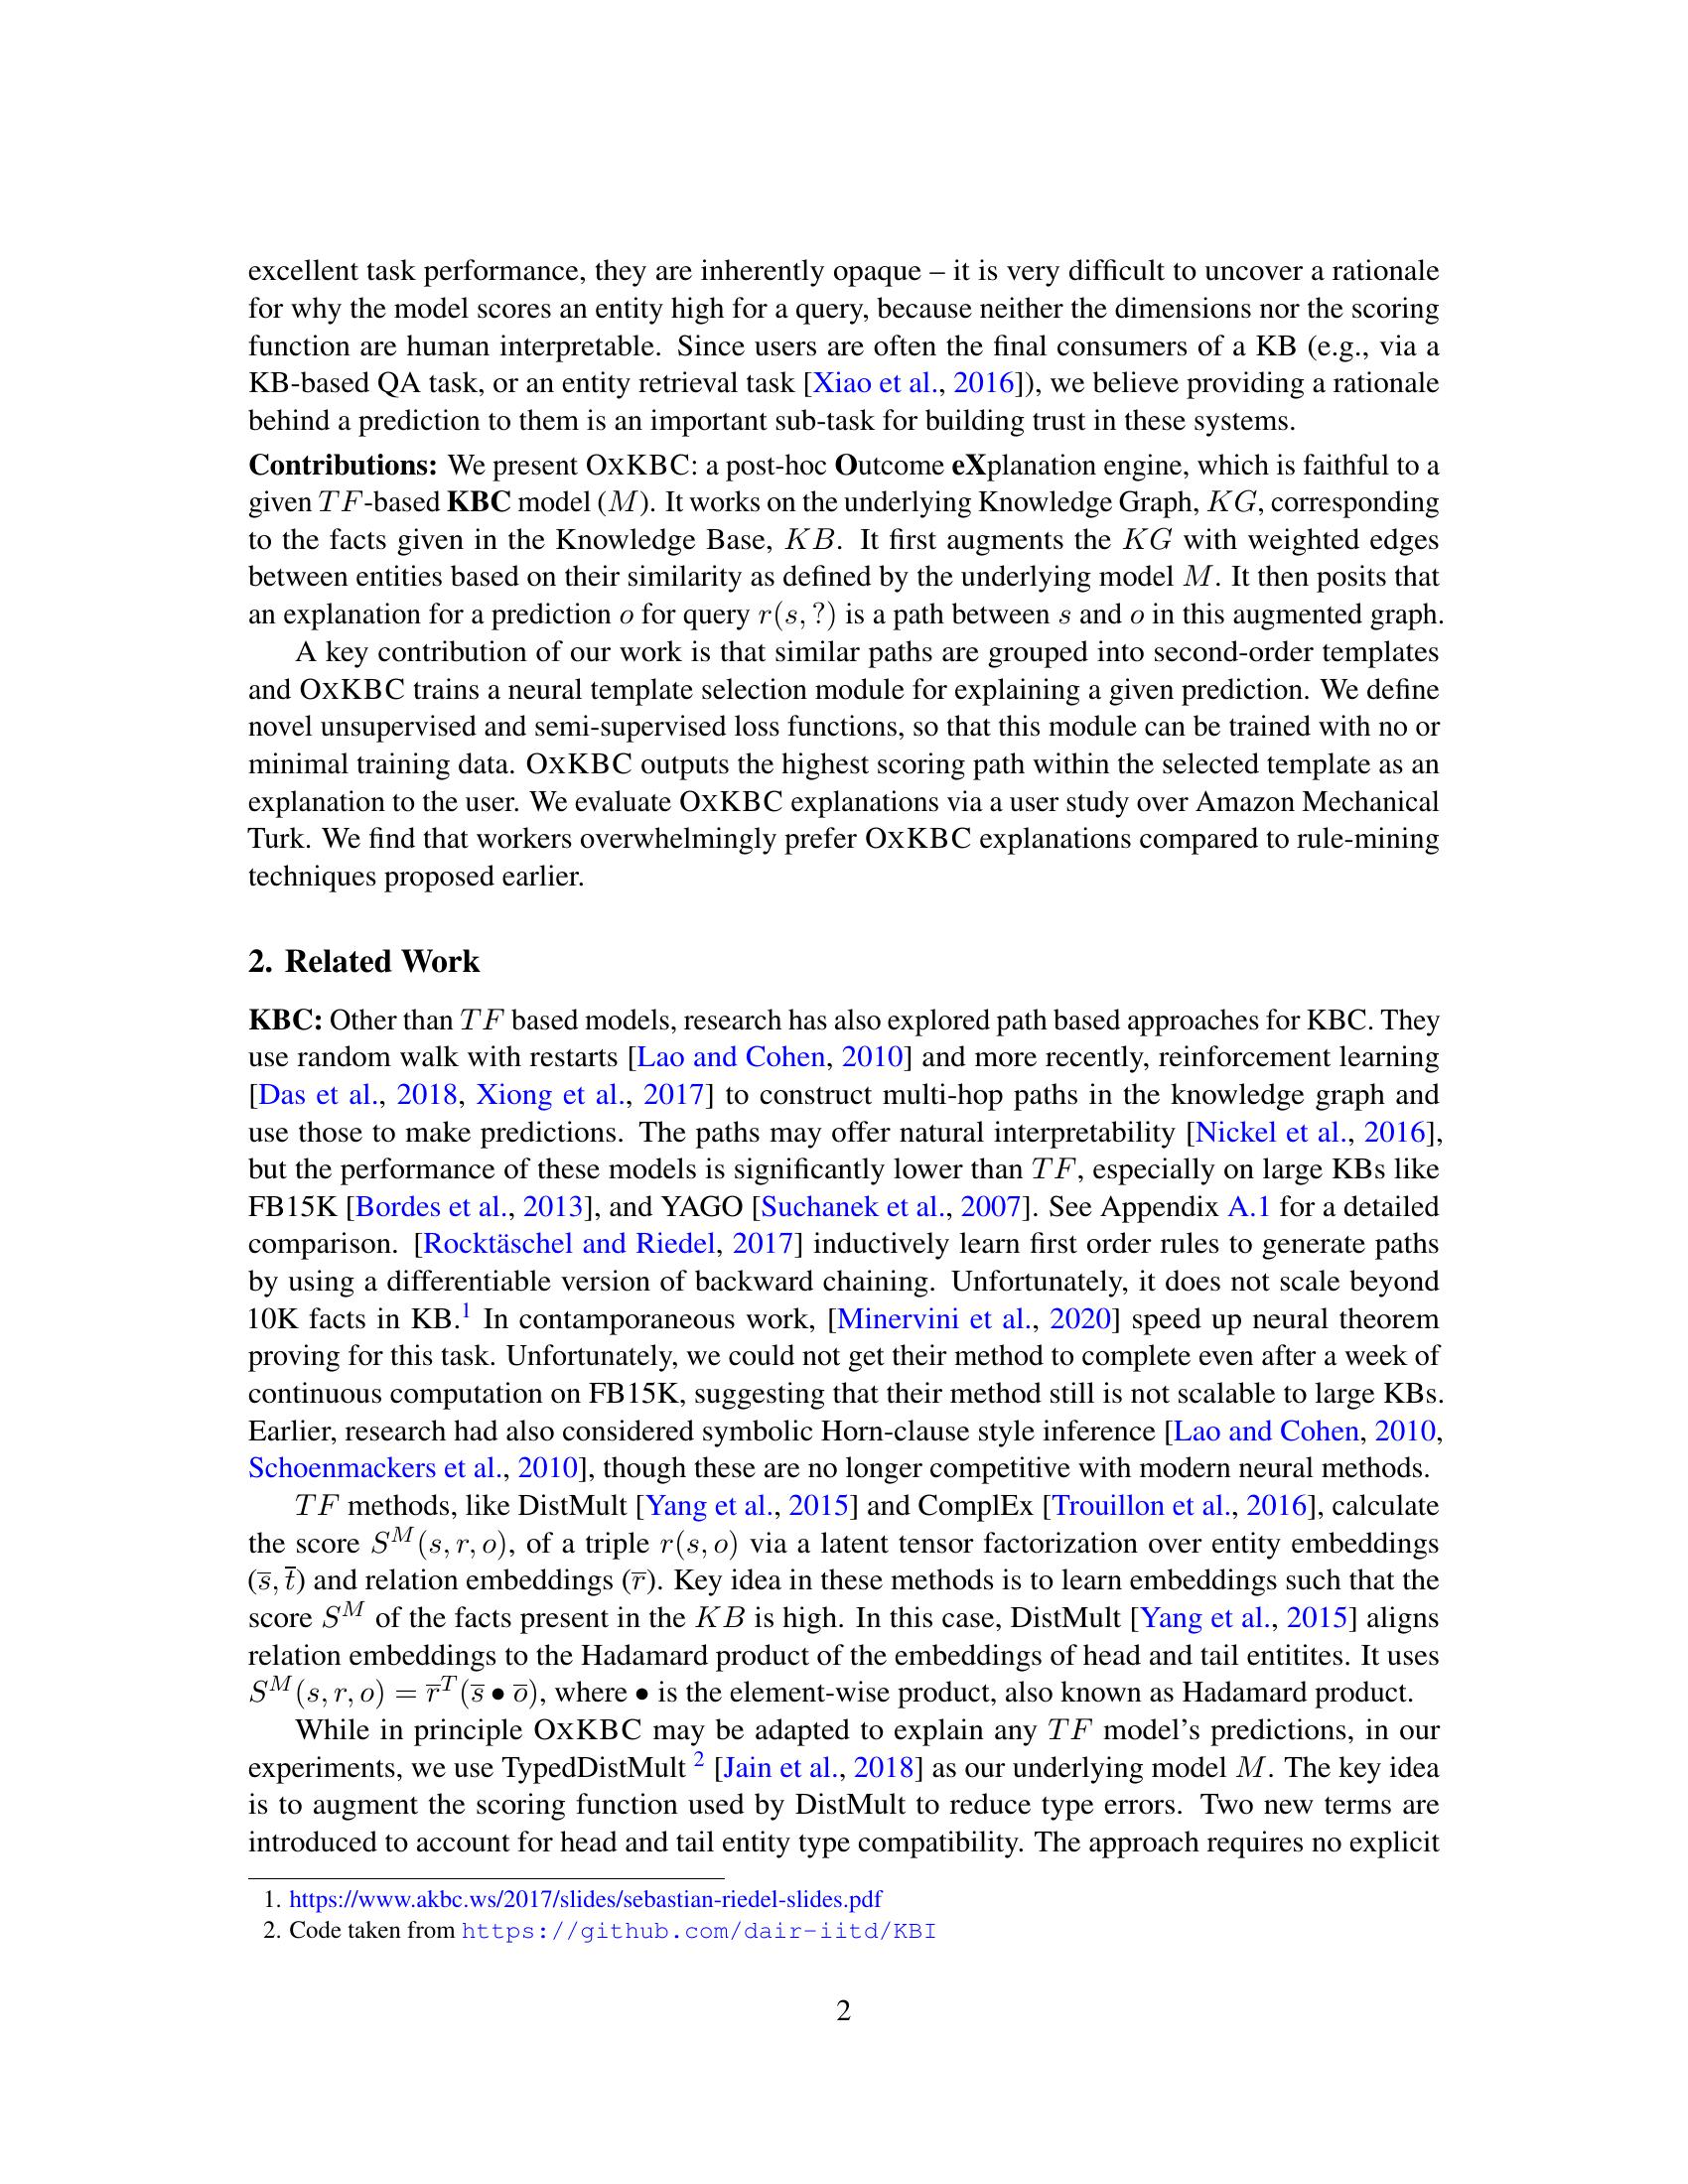 excellent task performance, they are inherently opaque – it is very difficult to uncover a rationale
for why the model scores an entity high for a query, because neither the dimensions nor the scoring
function are human interpretable. Since users are often the final consumers of a KB (e.g., via a
KB-based QA task, or an entity retrieval task [Xiao et al., 2016]), we believe providing a rationale
behind a prediction to them is an important sub-task for building trust in these systems.
Contributions: We present OxKBC: a post-hoc Outcome eXplanation engine, which is faithful to a
given TF-based KBC model (M). It works on the underlying Knowledge Graph, KG, corresponding
to the facts given in the Knowledge Base, KB. It first augments the KG with weighted edges
between entities based on their similarity as defined by the underlying model M. It then posits that
an explanation for a prediction o for query r(s, ?) is a path between s and o in this augmented graph.
A key contribution of our work is that similar paths are grouped into second-order templates
and OxKBC trains a neural template selection module for explaining a given prediction. We define
novel unsupervised and semi-supervised loss functions, so that this module can be trained with no or
minimal training data. OxKBC outputs the highest scoring path within the selected template as an
explanation to the user. We evaluate OxKBC explanations via a user study over Amazon Mechanical
Turk. We find that workers overwhelmingly prefer OxKBC explanations compared to rule-mining
techniques proposed earlier.
2. Related Work
KBC: Other than TF based models, research has also explored path based approaches for KBC. They
use random walk with restarts [Lao and Cohen, 2010] and more recently, reinforcement learning
[Das et al., 2018, Xiong et al., 2017] to construct multi-hop paths in the knowledge graph and
use those to make predictions. The paths may offer natural interpretability [Nickel et al., 2016],
but the performance of these models is significantly lower than TF, especially on large KBs like
FB15K [Bordes et al., 2013], and YAGO [Suchanek et al., 2007]. See Appendix A.1 for a detailed
comparison. [Rocktäschel and Riedel, 2017] inductively learn first order rules to generate paths
by using a differentiable version of backward chaining. Unfortunately, it does not scale beyond
10K facts in KB.¹ In contamporaneous work, [Minervini et al., 2020] speed up neural theorem
proving for this task. Unfortunately, we could not get their method to complete even after a week of
continuous computation on FB15K, suggesting that their method still is not scalable to large KBs.
Earlier, research had also considered symbolic Horn-clause style inference [Lao and Cohen, 2010,
Schoenmackers et al., 2010], though these are no longer competitive with modern neural methods.
TF methods, like DistMult [Yang et al., 2015] and ComplEx [Trouillon et al., 2016], calculate
the score S^M(s, r, o), of a triple r(s, o) via a latent tensor factorization over entity embeddings
(s̅, t̅) and relation embeddings (r̅). Key idea in these methods is to learn embeddings such that the
score S^M of the facts present in the KB is high. In this case, DistMult [Yang et al., 2015] aligns
relation embeddings to the Hadamard product of the embeddings of head and tail entitites. It uses
S^M(s, r, o) = r̅^T(s̅ • o̅), where • is the element-wise product, also known as Hadamard product.
While in principle OxKBC may be adapted to explain any TF model's predictions, in our
experiments, we use TypedDistMult ² [Jain et al., 2018] as our underlying model M. The key idea
is to augment the scoring function used by DistMult to reduce type errors. Two new terms are
introduced to account for head and tail entity type compatibility. The approach requires no explicit
1. https://www.akbc.ws/2017/slides/sebastian-riedel-slides.pdf
2. Code taken from https://github.com/dair-iitd/KBI
2